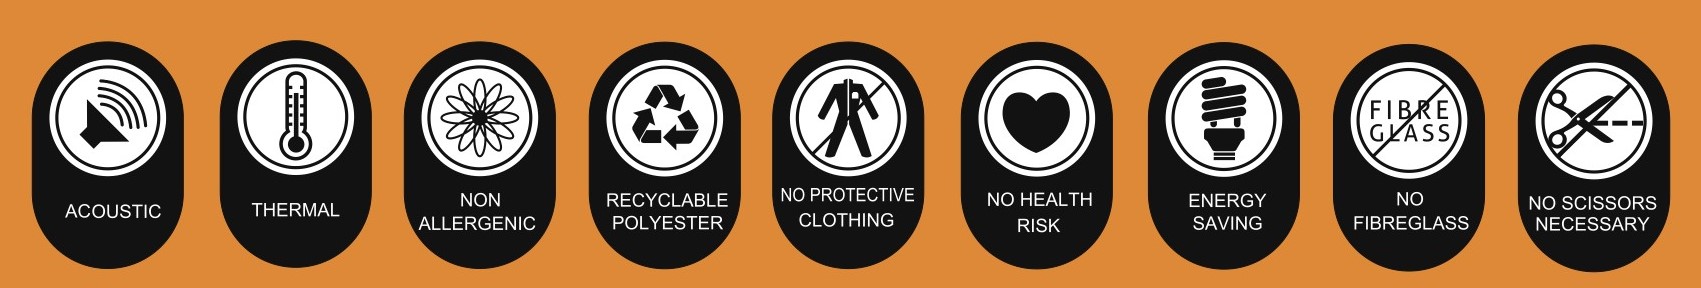 ACOUSTIC
THERMAL
NON
ALLERGENIC
RECYCLABLE
POLYESTER
NO PROTECTIVE
CLOTHING
NO HEALTH
RISK
ENERGY
SAVING
FIBRE
GLASS
NO
FIBREGLASS
NO SCISSORS
NECESSARY